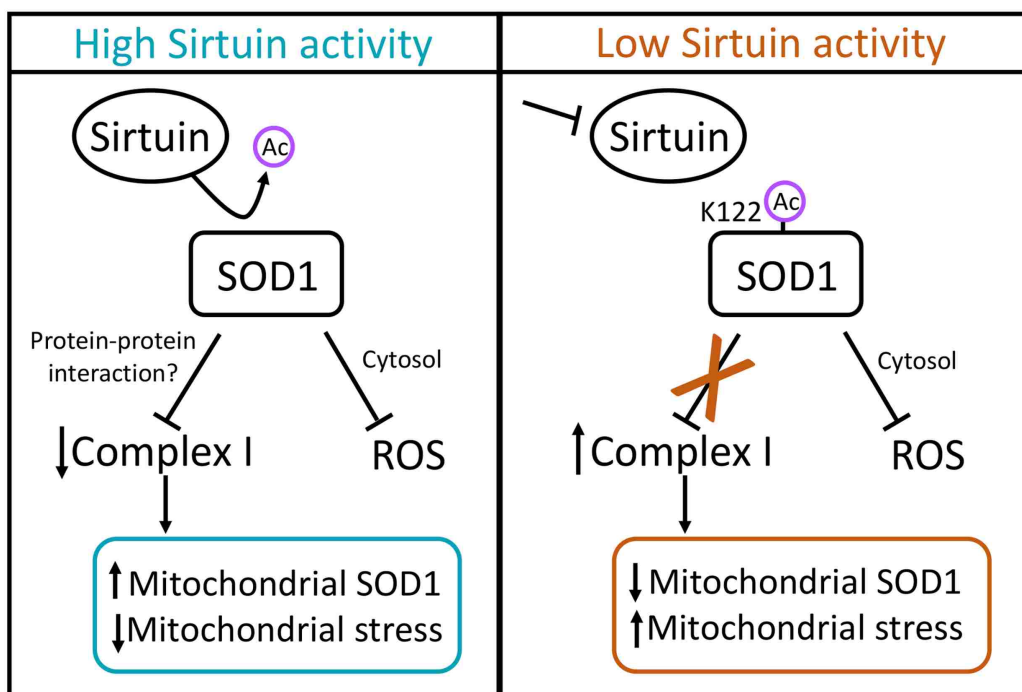 High Sirtuin activity
Sirtuin
Ac
SOD1
Protein-protein
interaction?
Cytosol
↓Complex I
ROS
↑Mitochondrial SOD1
↓Mitochondrial stress
Low Sirtuin activity
Sirtuin
K122
Ac
SOD1
Cytosol
↑Complex I
ROS
↓Mitochondrial SOD1
↑Mitochondrial stress